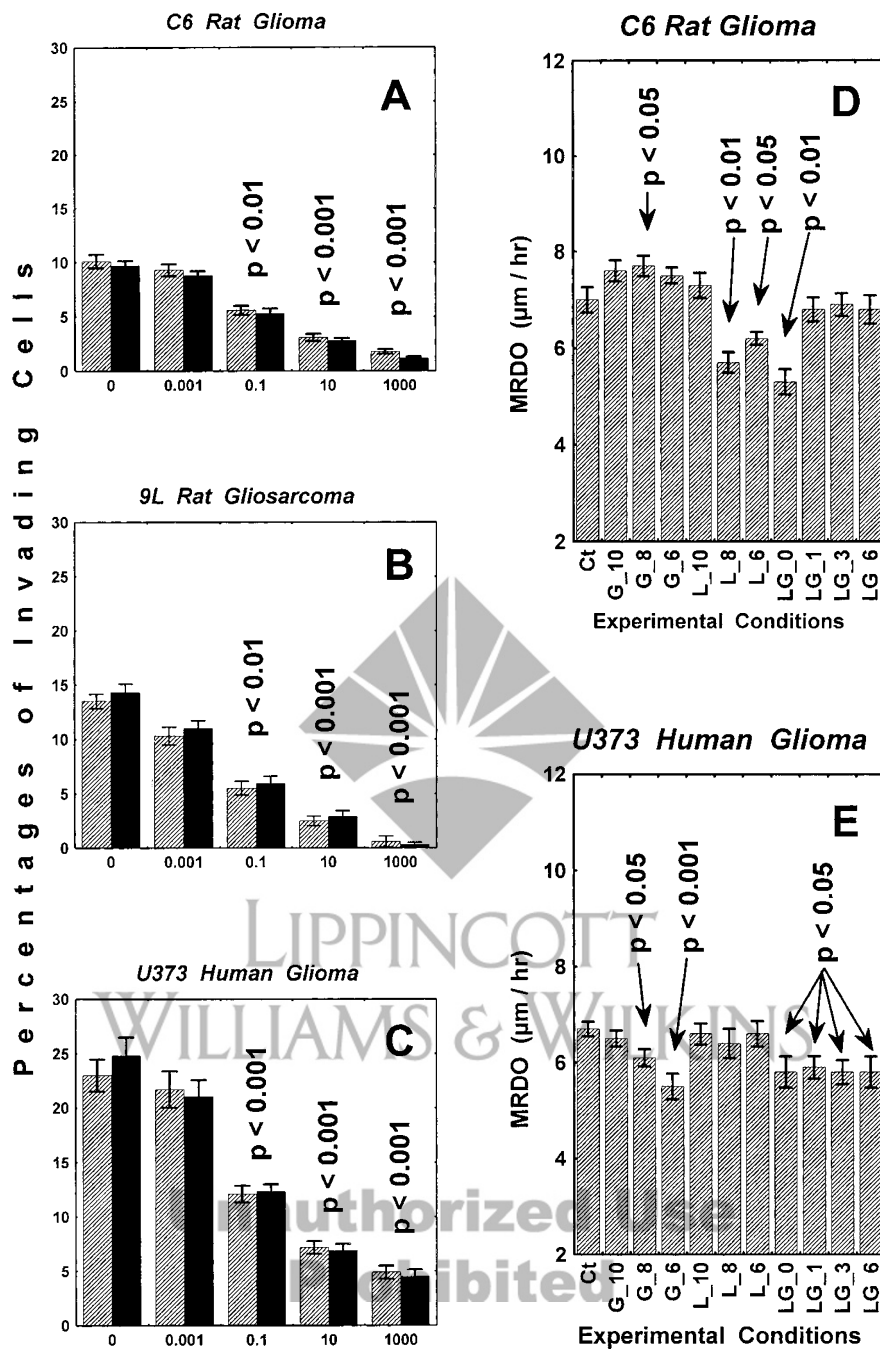 Percentages of Invading Cells
C6 Rat Glioma
A
30
25
20
15
10
5
0
p < 0.01
p < 0.001
p < 0.001
0 0.001 0.1 10 1000
9L Rat Gliosarcoma
B
30
25
20
15
10
5
0
p < 0.01
p < 0.001
p < 0.001
0 0.001 0.1 10 1000
U373 Human Glioma
C
30
25
20
15
10
5
0
p < 0.001
p < 0.001
p < 0.001
0 0.001 0.1 10 1000
C6 Rat Glioma
D
MRDO (µm / hr)
12
10
8
6
4
2
p < 0.05
p < 0.01
p < 0.05
p < 0.01
Ct G_10 G_8 G_6 L_10 L_8 L_6 LG_0 LG_1 LG_3 LG_6
Experimental Conditions
U373 Human Glioma
E
MRDO (µm / hr)
12
10
8
6
4
2
p < 0.05
p < 0.001
p < 0.05
Ct G_10 G_8 G_6 L_10 L_8 L_6 LG_0 LG_1 LG_3 LG_6
Experimental Conditions
LIPPINCOTT
WILLIAMS & WILKINS
Unauthorized Use
Prohibited